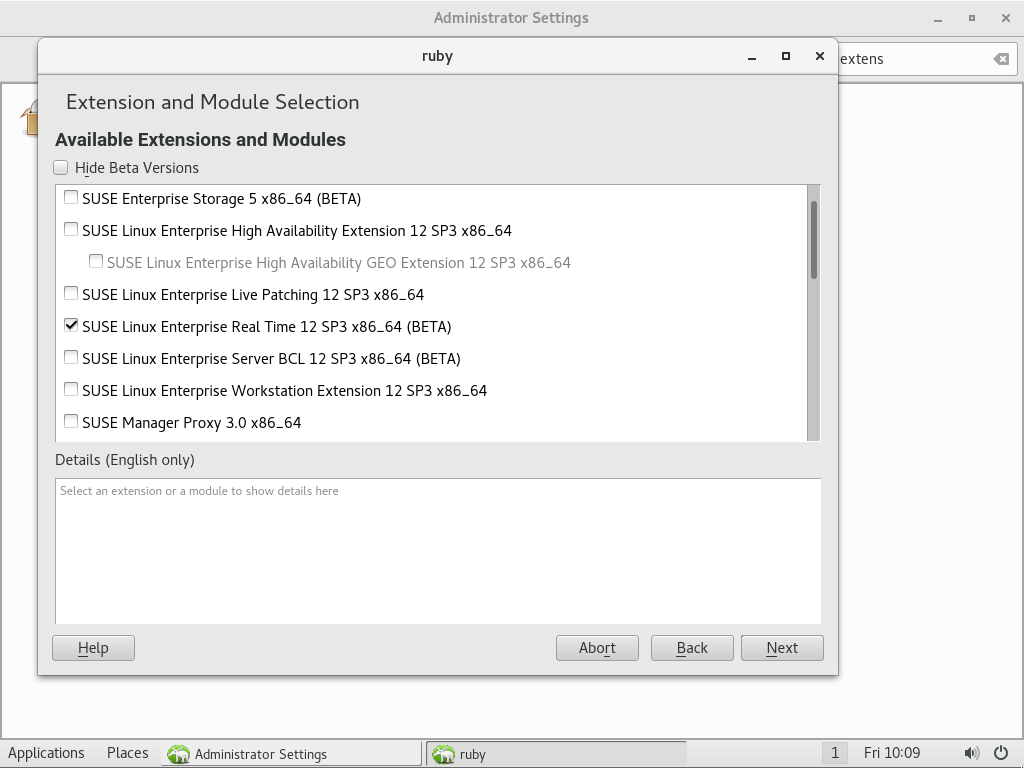 Administrator Settings
ruby
extens
Extension and Module Selection
Available Extensions and Modules
Hide Beta Versions
SUSE Enterprise Storage 5 x86_64 (BETA)
SUSE Linux Enterprise High Availability Extension 12 SP3 x86_64
SUSE Linux Enterprise High Availability GEO Extension 12 SP3 x86_64
SUSE Linux Enterprise Live Patching 12 SP3 x86_64
SUSE Linux Enterprise Real Time 12 SP3 x86_64 (BETA)
SUSE Linux Enterprise Server BCL 12 SP3 x86_64 (BETA)
SUSE Linux Enterprise Workstation Extension 12 SP3 x86_64
SUSE Manager Proxy 3.0 x86_64
Details (English only)
Select an extension or a module to show details here
Help Abort Back Next
Applications Places Administrator Settings ruby 1 Fri 10:09